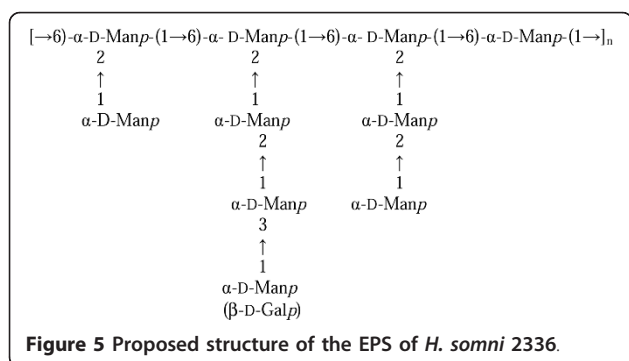 [→6)-α-D-Manp-(1→6)-α- D-Manp-(1→6)-α- D-Manp-(1→6)-α-D-Manp-(1→]n
2 2 2
↑ ↑ ↑
1 1 1
α-D-Manp α-D-Manp α-D-Manp
2 2
↑ ↑
1 1
α-D-Manp α-D-Manp
3
↑
1
α-D-Manp
(β-D-Galp)
Figure 5 Proposed structure of the EPS of H. somni 2336.